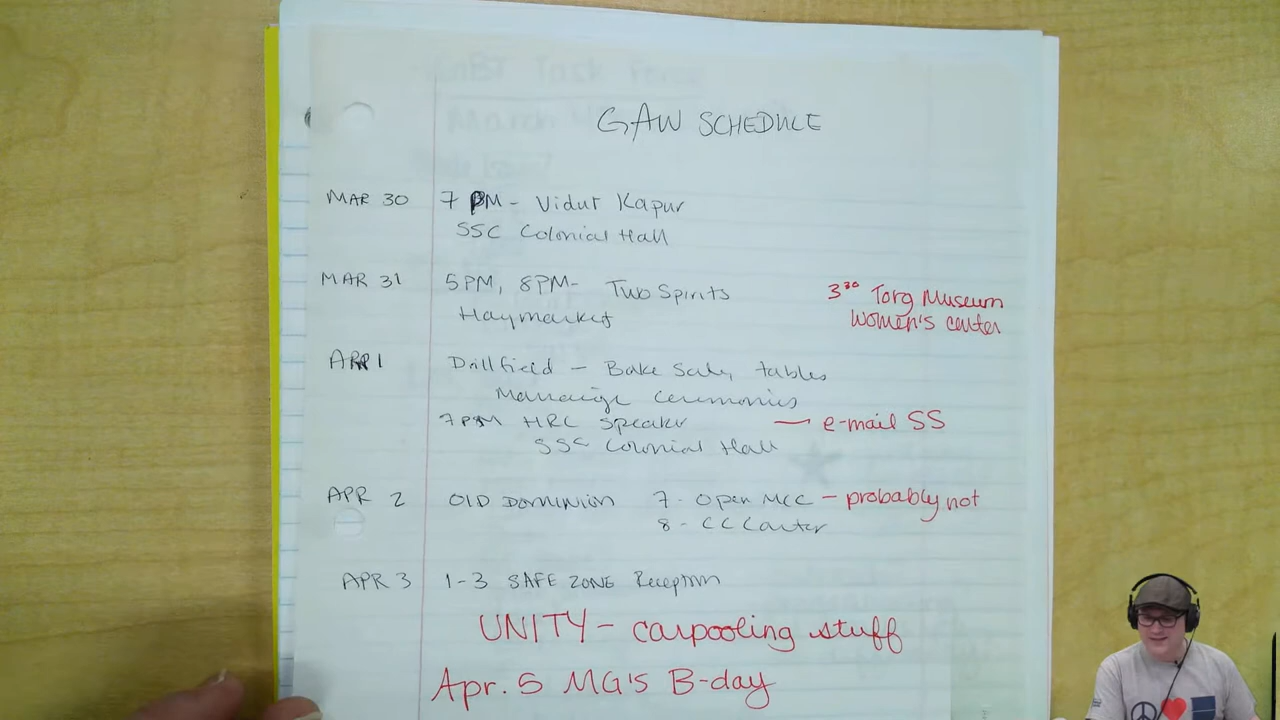 GAW SCHEDULE
MAR 30 7 PM - Vidur Kapur
SSC Colonial Hall
MAR 31 5PM, 8PM- Two Spirits
Haymarket
3³⁰ Torg Museum
Women's center
APR 1 Drillfield - Bake Sale, tables
Marriage Ceremonies
7PM HRC Speaker — e-mail SS
SSC Colonial Hall
APR 2 Old Dominion 7 - Open MCC - probably not
8 - CC Carter
APR 3 1-3 SAFE ZONE Reception
UNITY - carpooling stuff
Apr. 5 MG's B-day